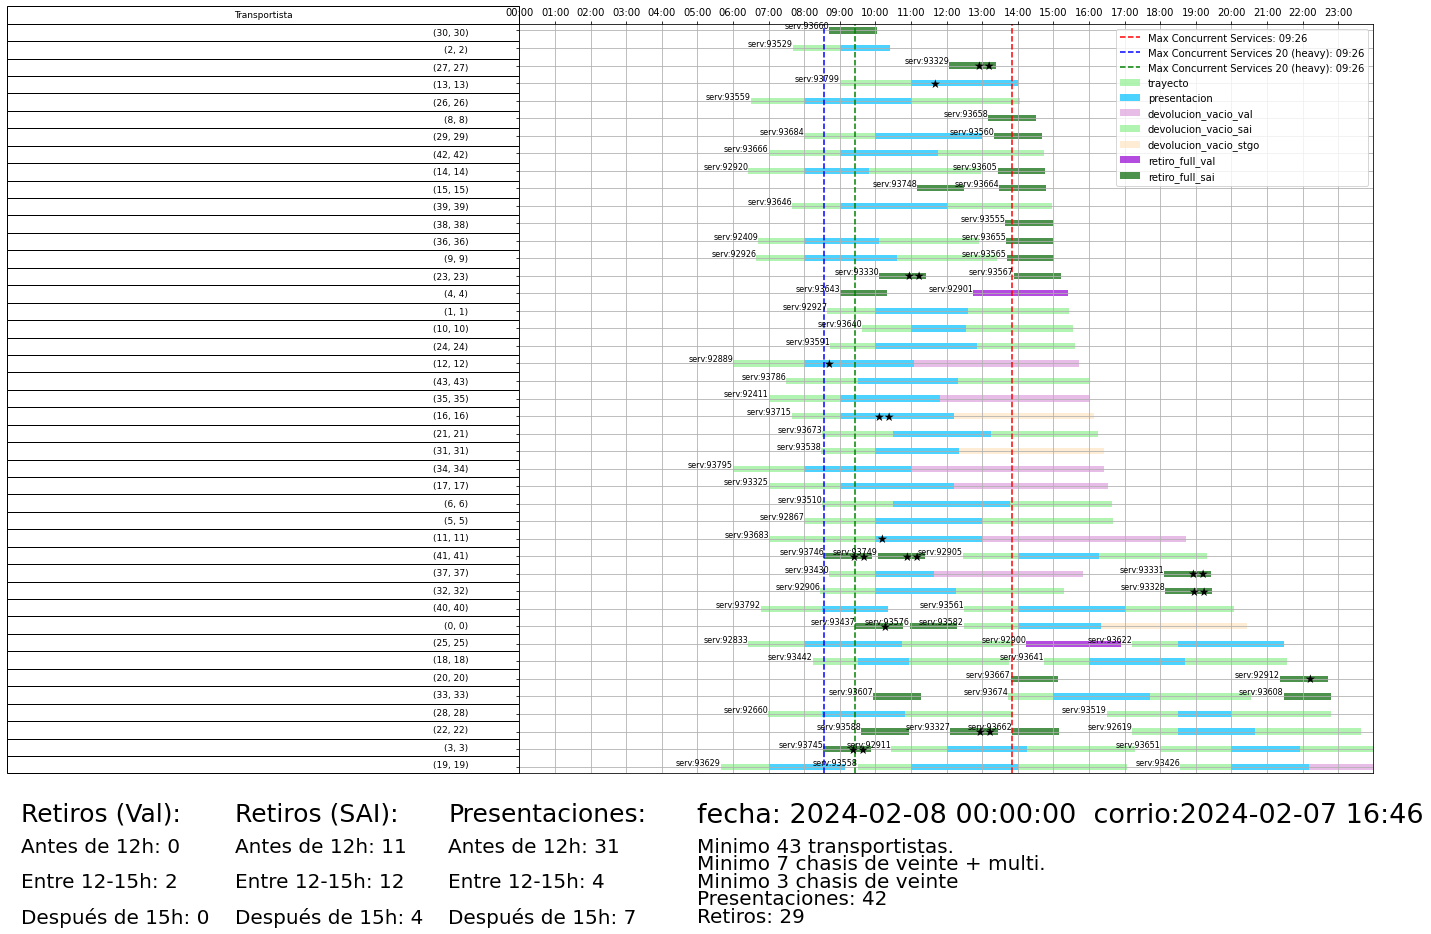 Transportista
00:00 01:00 02:00 03:00 04:00 05:00 06:00 07:00 08:00 09:00 10:00 11:00 12:00 13:00 14:00 15:00 16:00 17:00 18:00 19:00 20:00 21:00 22:00 23:00
(30, 30) serv:93660
(2, 2) serv:93529
(27, 27) serv:93329
(13, 13) serv:93799
(26, 26) serv:93559
(8, 8) serv:93658
(29, 29) serv:93684 serv:93560
(42, 42) serv:93666
(14, 14) serv:92920 serv:93605
(15, 15) serv:93748 serv:93664
(39, 39) serv:93646
(38, 38) serv:93555
(36, 36) serv:92409 serv:93655
(9, 9) serv:92926 serv:93565
(23, 23) serv:93330 serv:93567
(4, 4) serv:93643 serv:92901
(1, 1) serv:92927
(10, 10) serv:93640
(24, 24) serv:93591
(12, 12) serv:92889
(43, 43) serv:93786
(35, 35) serv:92411
(16, 16) serv:93715
(21, 21) serv:93673
(31, 31) serv:93538
(34, 34) serv:93795
(17, 17) serv:93325
(6, 6) serv:93510
(5, 5) serv:92867
(11, 11) serv:93683
(41, 41) serv:93746 serv:93749 serv:92905
(37, 37) serv:93430 serv:93331
(32, 32) serv:92906 serv:93328
(40, 40) serv:93792 serv:93561
(0, 0) serv:93437 serv:93576 serv:93582
(25, 25) serv:92833 serv:92900 serv:93622
(18, 18) serv:93442 serv:93641
(20, 20) serv:93667 serv:92912
(33, 33) serv:93607 serv:93674 serv:93608
(28, 28) serv:92660 serv:93519
(22, 22) serv:93588 serv:93327 serv:93662 serv:92619
(3, 3) serv:93745 serv:92911 serv:93651
(19, 19) serv:93629 serv:93558 serv:93426
Max Concurrent Services: 09:26
Max Concurrent Services 20 (heavy): 09:26
Max Concurrent Services 20 (heavy): 09:26
trayecto
presentacion
devolucion_vacio_val
devolucion_vacio_sai
devolucion_vacio_stgo
retiro_full_val
retiro_full_sai
Retiros (Val):
Antes de 12h: 0
Entre 12-15h: 2
Después de 15h: 0
Retiros (SAI):
Antes de 12h: 11
Entre 12-15h: 12
Después de 15h: 4
Presentaciones:
Antes de 12h: 31
Entre 12-15h: 4
Después de 15h: 7
fecha: 2024-02-08 00:00:00 corrio:2024-02-07 16:46
Minimo 43 transportistas.
Minimo 7 chasis de veinte + multi.
Minimo 3 chasis de veinte
Presentaciones: 42
Retiros: 29